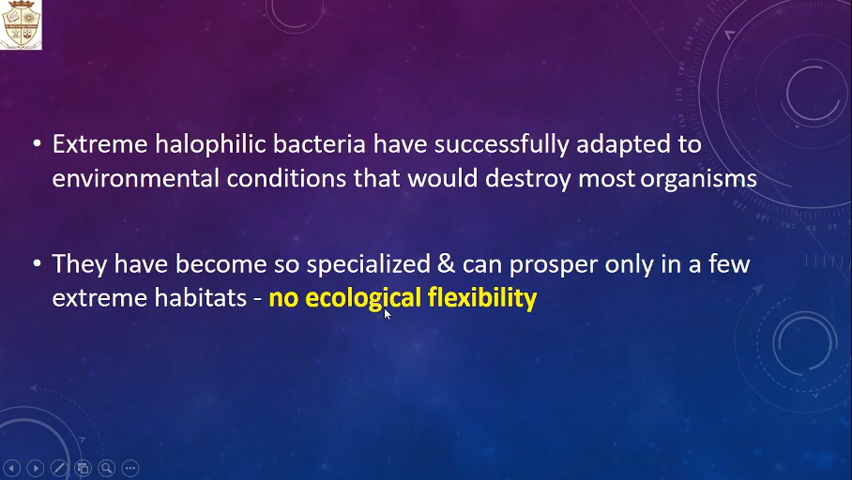 • Extreme halophilic bacteria have successfully adapted to
environmental conditions that would destroy most organisms
• They have become so specialized & can prosper only in a few
extreme habitats - no ecological flexibility